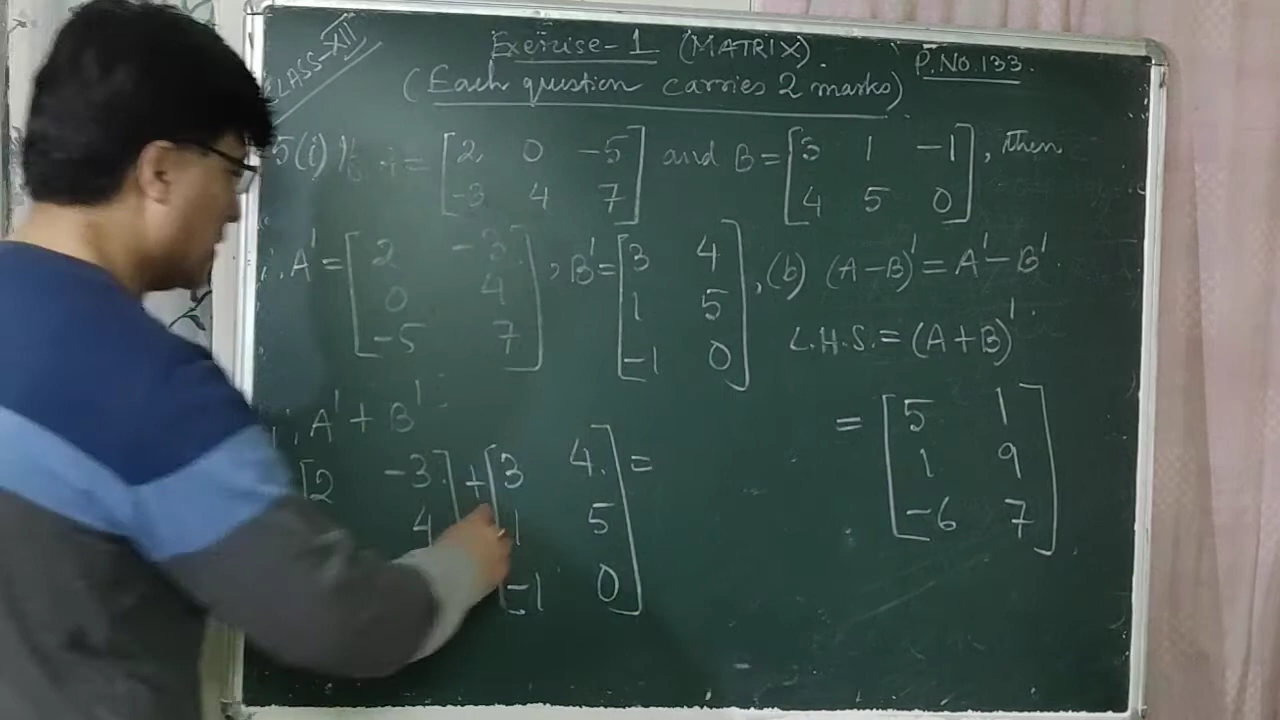 CLASS-XII
Exercise-1 (MATRIX).
P.No.133.
(Each question carries 2 marks)
5(i) If A = [2, 0 -5] and B = [3 1 -1], then
[-3 4 7] [4 5 0]
∴ A' = [2 -3], B' = [3 4], (b) (A-B)' = A' - B'.
[0 4] [1 5]
[-5 7] [-1 0]
L.H.S. = (A+B)'
= [5 1]
[1 9]
[-6 7]
∴ A' + B'
[2 -3] + [3 4] =
4] [1 5]
[-1 0]